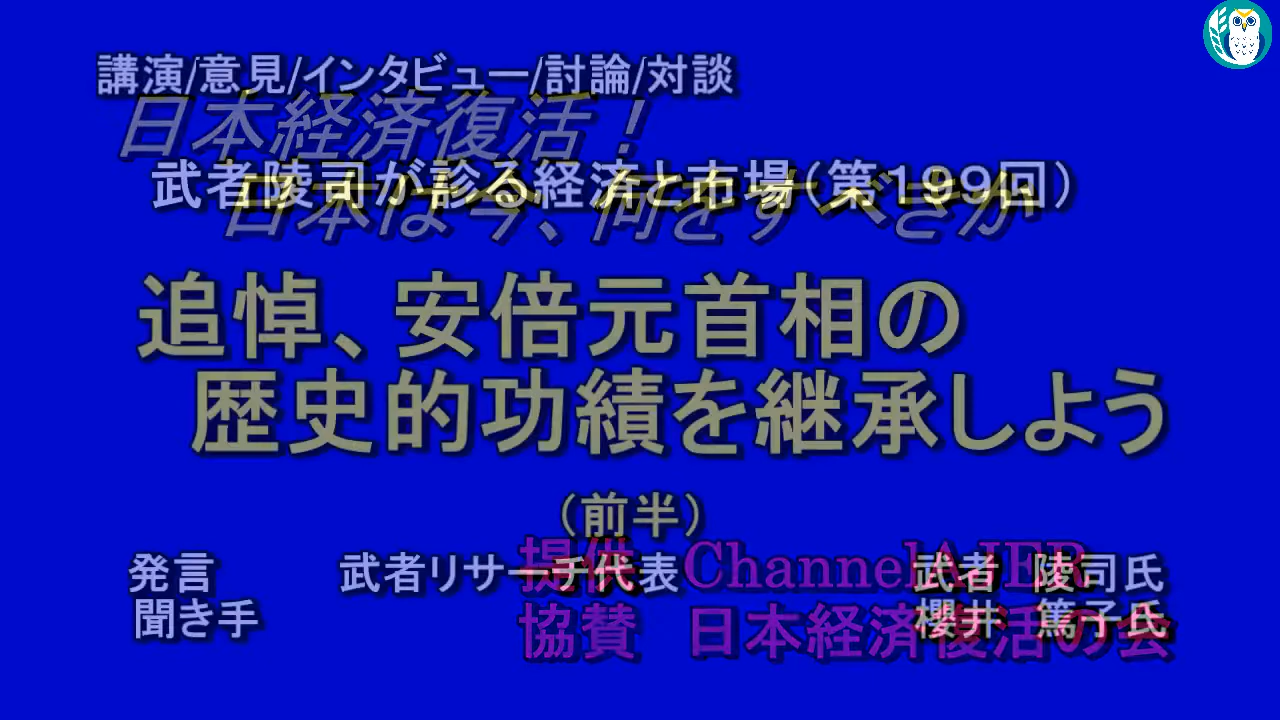 講演/意見/インタビュー/討論/対談
日本経済復活！
武者陵司が診る経済と市場（第１９９回）
日本は今、何をすべきか
追悼、安倍元首相の
歴史的功績を継承しよう
（前半）
発言 武者リサーチ代表 武者 陵司氏
提供 ChannelAJER
聞き手 櫻井 篤子氏
協賛 日本経済復活の会